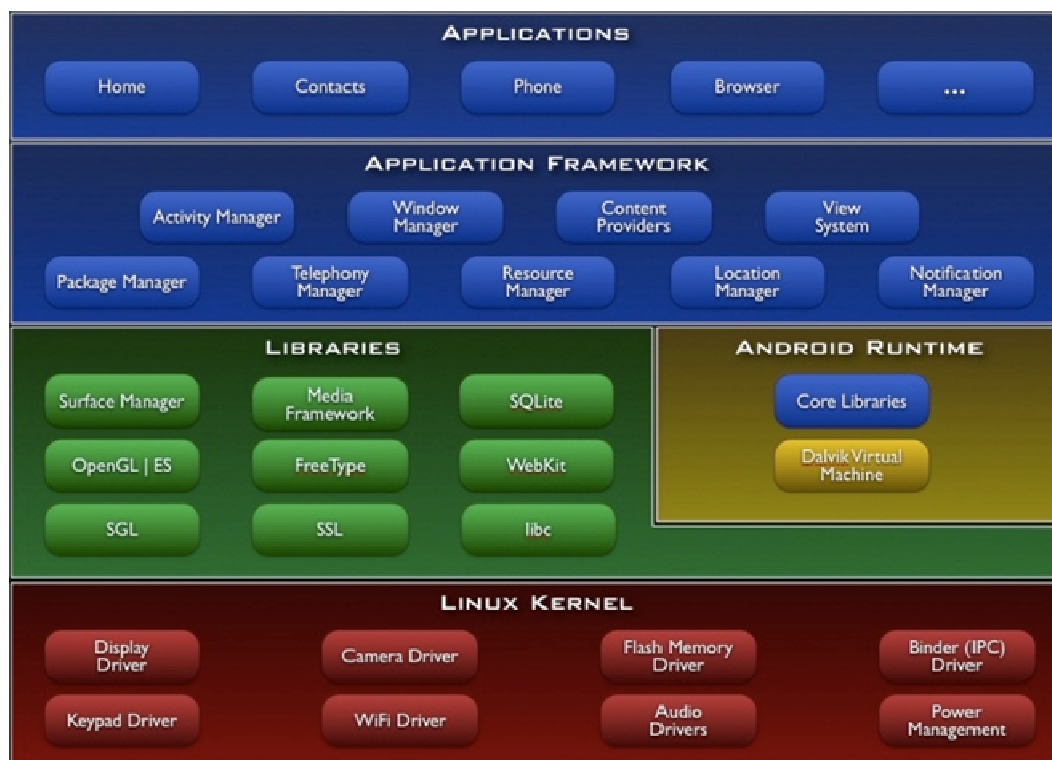 APPLICATIONS
Home
Contacts
Phone
Browser
...
APPLICATION FRAMEWORK
Activity Manager
Window
Manager
Content
Providers
View
System
Package Manager
Telephony
Manager
Resource
Manager
Location
Manager
Notification
Manager
LIBRARIES
Surface Manager
Media
Framework
SQLite
OpenGL | ES
FreeType
WebKit
SGL
SSL
libc
ANDROID RUNTIME
Core Libraries
Dalvik Virtual
Machine
LINUX KERNEL
Display
Driver
Camera Driver
Flash Memory
Driver
Binder (IPC)
Driver
Keypad Driver
WiFi Driver
Audio
Drivers
Power
Management